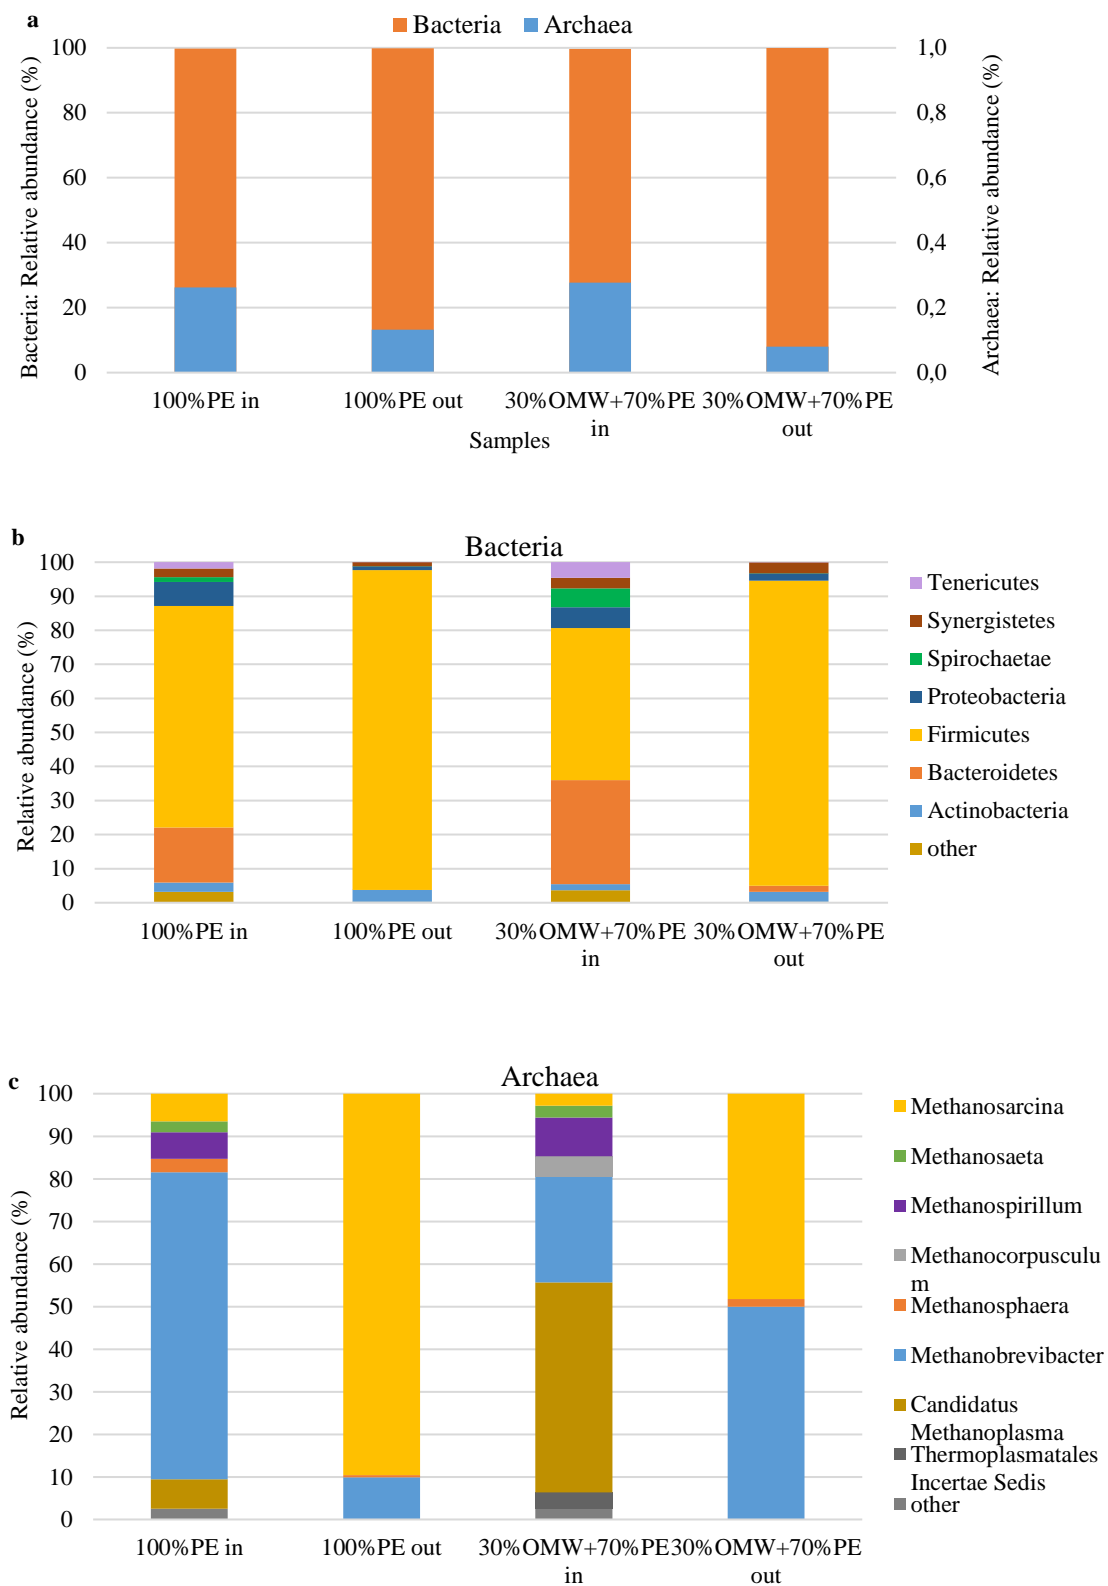 a
Bacteria Archaea
Bacteria: Relative abundance (%)
100
80
60
40
20
0
1,0
0,8
0,6
0,4
0,2
0,0
Archaea: Relative abundance (%)
100%PE in
100%PE out
30%OMW+70%PE
in
30%OMW+70%PE
out
Samples
b
Bacteria
Relative abundance (%)
100
90
80
70
60
50
40
30
20
10
0
Tenericutes
Synergistetes
Spirochaetae
Proteobacteria
Firmicutes
Bacteroidetes
Actinobacteria
other
100%PE in
100%PE out
30%OMW+70%PE
in
30%OMW+70%PE
out
c
Archaea
Relative abundance (%)
100
90
80
70
60
50
40
30
20
10
0
Methanosarcina
Methanosaeta
Methanospirillum
Methanocorpusculu
m
Methanosphaera
Methanobrevibacter
Candidatus
Methanoplasma
Thermoplasmatales
Incertae Sedis
other
100%PE in
100%PE out
30%OMW+70%PE
in
30%OMW+70%PE
out